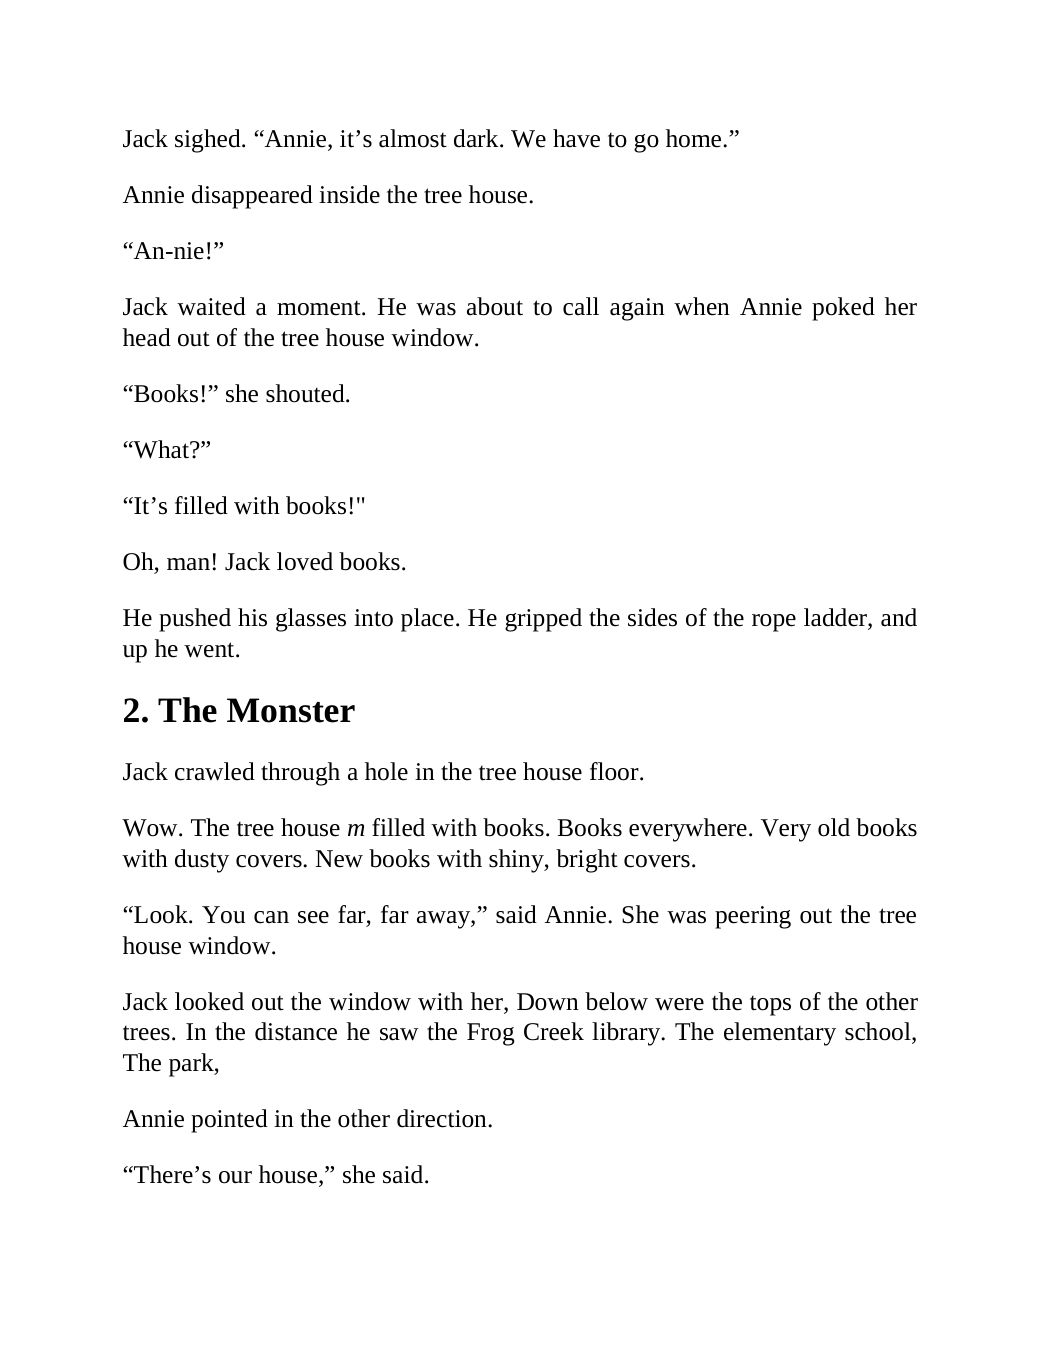 Jack sighed. “Annie, it’s almost dark. We have to go home.”
Annie disappeared inside the tree house.
“An-nie!”
Jack waited a moment. He was about to call again when Annie poked her
head out of the tree house window.
“Books!” she shouted.
“What?”
“It’s filled with books!"
Oh, man! Jack loved books.
He pushed his glasses into place. He gripped the sides of the rope ladder, and
up he went.
2. The Monster
Jack crawled through a hole in the tree house floor.
Wow. The tree house m filled with books. Books everywhere. Very old books
with dusty covers. New books with shiny, bright covers.
“Look. You can see far, far away,” said Annie. She was peering out the tree
house window.
Jack looked out the window with her, Down below were the tops of the other
trees. In the distance he saw the Frog Creek library. The elementary school,
The park,
Annie pointed in the other direction.
“There’s our house,” she said.